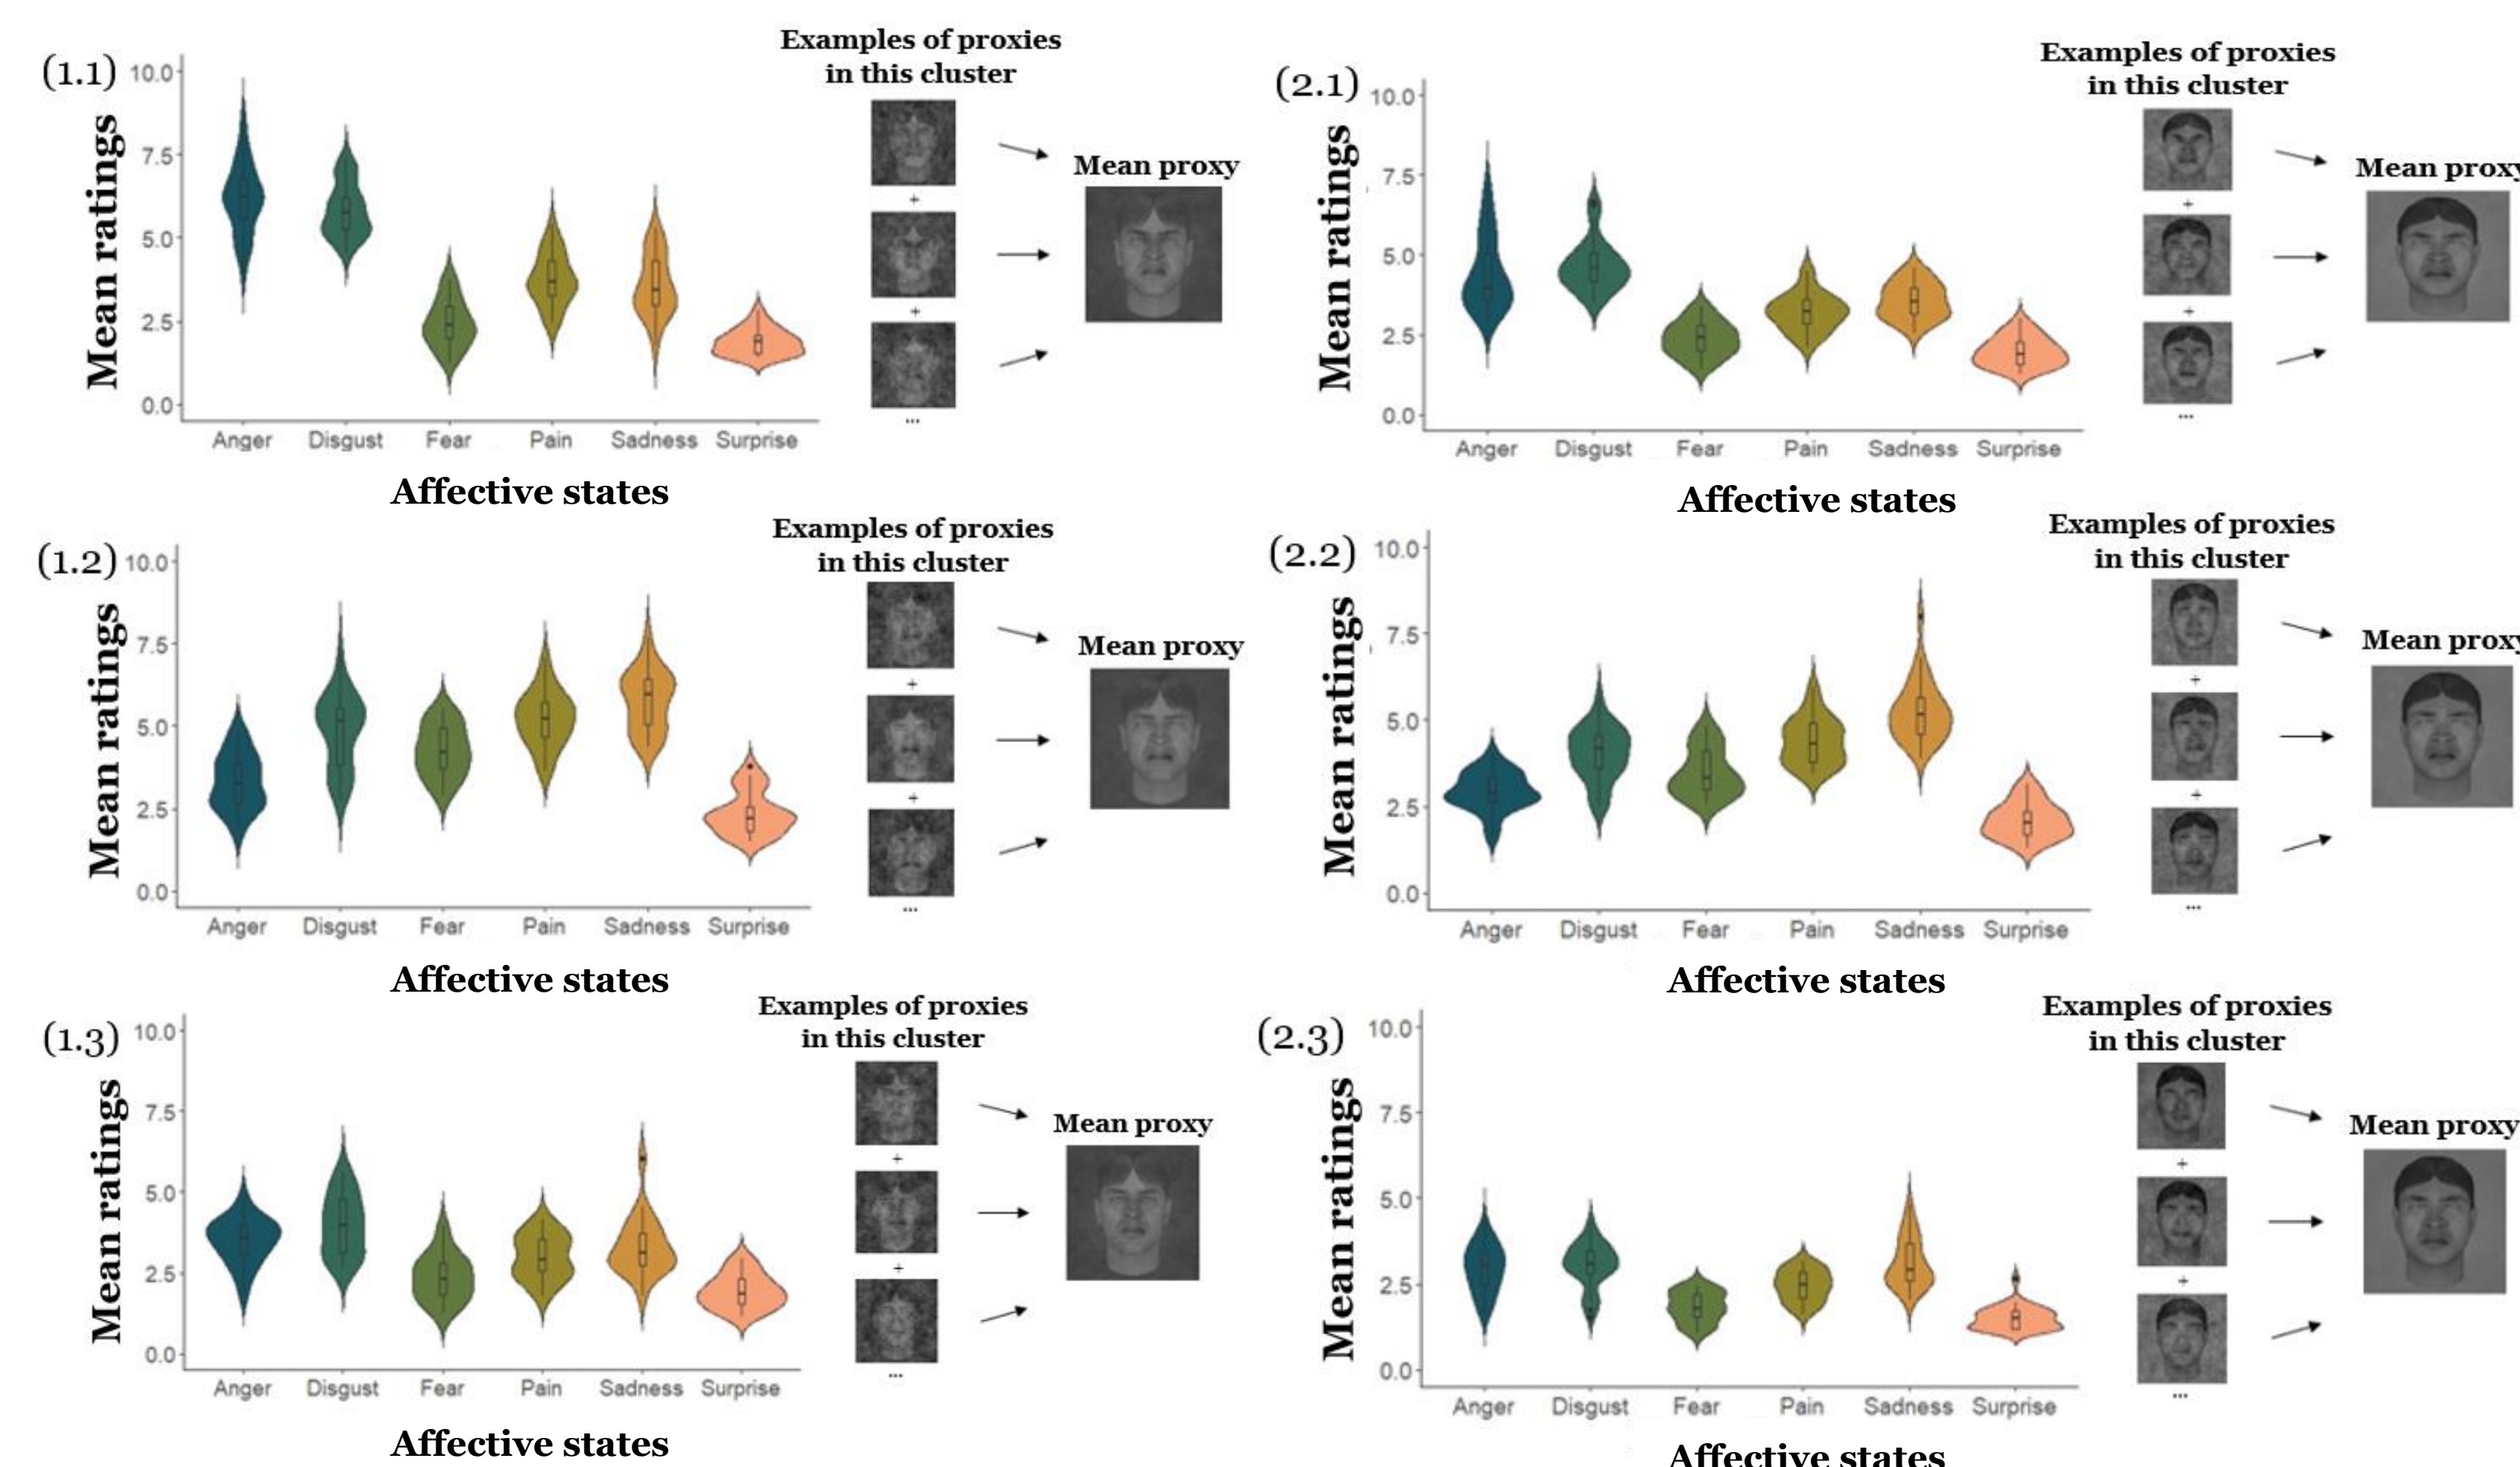 (1.1)
Mean ratings
10.0
7.5
5.0
2.5
0.0
Anger Disgust Fear Pain Sadness Surprise
Affective states
Examples of proxies
in this cluster
+
+
...
Mean proxy
(2.1)
Mean ratings
10.0
7.5
5.0
2.5
0.0
Anger Disgust Fear Pain Sadness Surprise
Affective states
Examples of proxies
in this cluster
+
+
...
Mean proxy
(1.2)
Mean ratings
10.0
7.5
5.0
2.5
0.0
Anger Disgust Fear Pain Sadness Surprise
Affective states
Examples of proxies
in this cluster
+
+
...
Mean proxy
(2.2)
Mean ratings
10.0
7.5
5.0
2.5
0.0
Anger Disgust Fear Pain Sadness Surprise
Affective states
Examples of proxies
in this cluster
+
+
...
Mean proxy
(1.3)
Mean ratings
10.0
7.5
5.0
2.5
0.0
Anger Disgust Fear Pain Sadness Surprise
Affective states
Examples of proxies
in this cluster
+
+
...
Mean proxy
(2.3)
Mean ratings
10.0
7.5
5.0
2.5
0.0
Anger Disgust Fear Pain Sadness Surprise
Affective states
Examples of proxies
in this cluster
+
+
...
Mean proxy